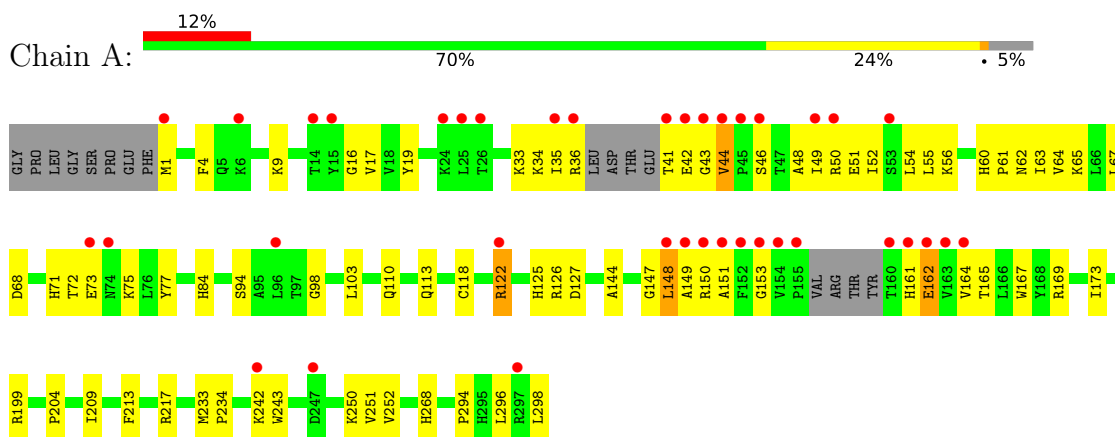 12%
Chain A:
70% 24% • 5%
GLY PRO LEU GLY SER PRO GLU PHE M1 F4 Q5 K6 K9 T14 Y15 G16 V17 V18 Y19 K24 L25 T26 K33 K34 I35 R36 LEU ASP THR GLU T41 E42 G43 V44 P45 S46 T47 A48 I49 R50 E51 I52 S53 L54 L55 K56 H60 P61 N62 I63 V64 K65 L66 L67
D68 H71 T72 E73 N74 K75 L76 Y77 H84 S94 A95 L96 T97 G98 L103 Q110 Q113 C118 R122 H125 R126 D127 A144 G147 L148 A149 R150 A151 F152 G153 V154 P155 VAL ARG THR TYR T160 H161 E162 V163 V164 T165 L166 W167 Y168 R169 I173
R199 P204 I209 F213 R217 M233 P234 K242 W243 D247 K250 V251 V252 H268 P294 H295 L296 R297 L298